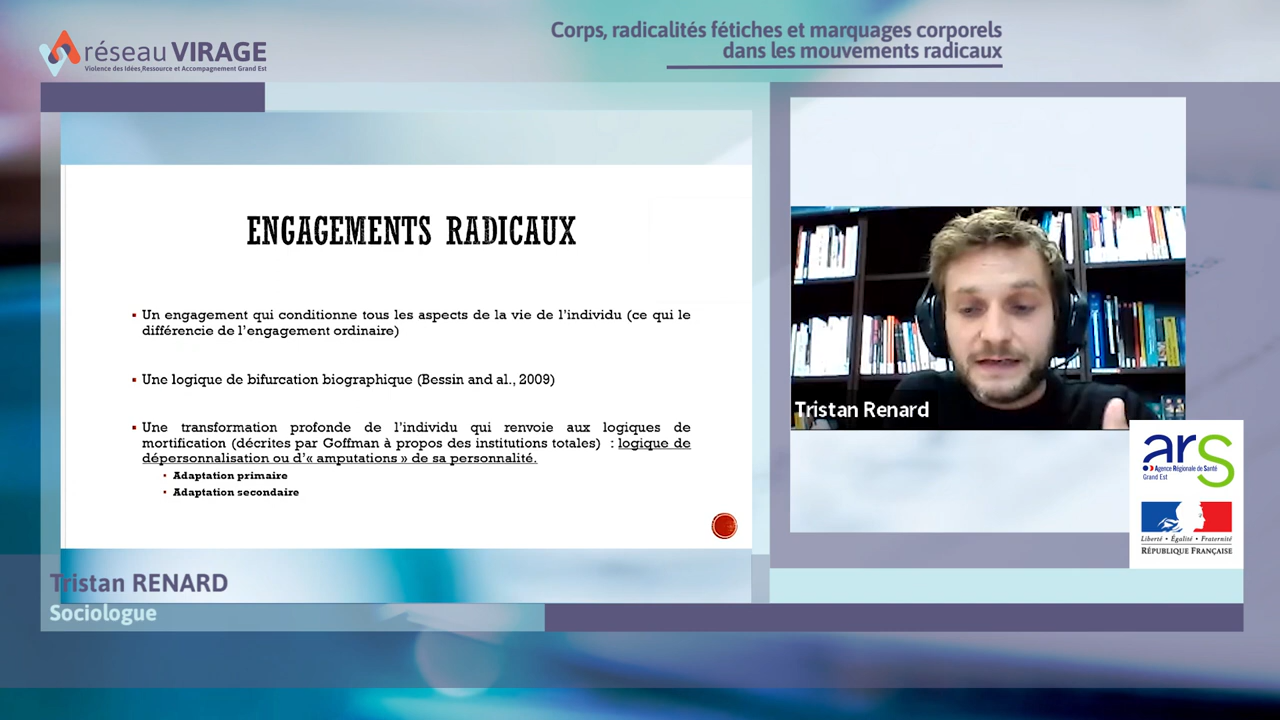 réseau VIRAGE
Violence des Idées, Ressource et Accompagnement Grand Est
Corps, radicalités fétiches et marquages corporels
dans les mouvements radicaux
ENGAGEMENTS RADICAUX
▪ Un engagement qui conditionne tous les aspects de la vie de l'individu (ce qui le
différencie de l'engagement ordinaire)
▪ Une logique de bifurcation biographique (Bessin and al., 2009)
▪ Une transformation profonde de l'individu qui renvoie aux logiques de
mortification (décrites par Goffman à propos des institutions totales) : logique de
dépersonnalisation ou d'« amputations » de sa personnalité.
▪ Adaptation primaire
▪ Adaptation secondaire
Tristan Renard
ars
Agence Régionale de Santé
Grand Est
Liberté • Égalité • Fraternité
RÉPUBLIQUE FRANÇAISE
Tristan RENARD
Sociologue